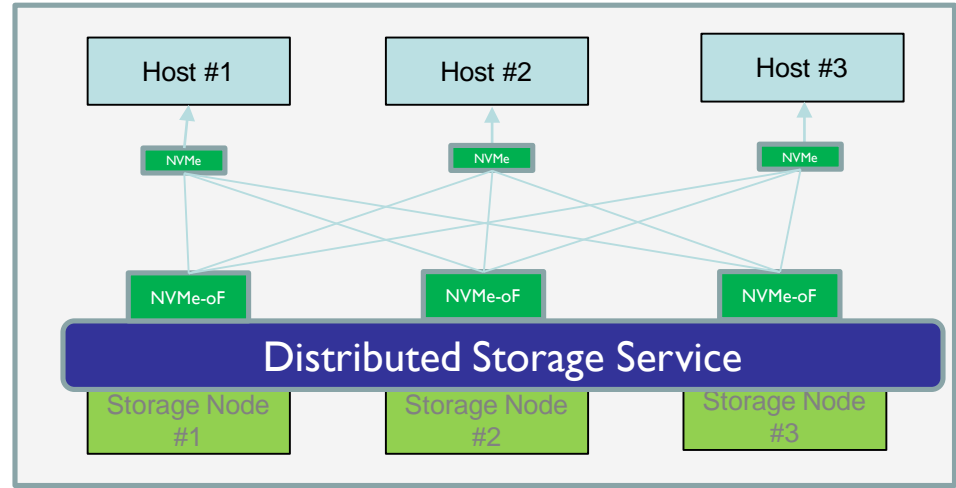 Host #1
Host #2
Host #3
NVMe
NVMe
NVMe
NVMe-oF
NVMe-oF
NVMe-oF
Distributed Storage Service
Storage Node
#1
Storage Node
#2
Storage Node
#3